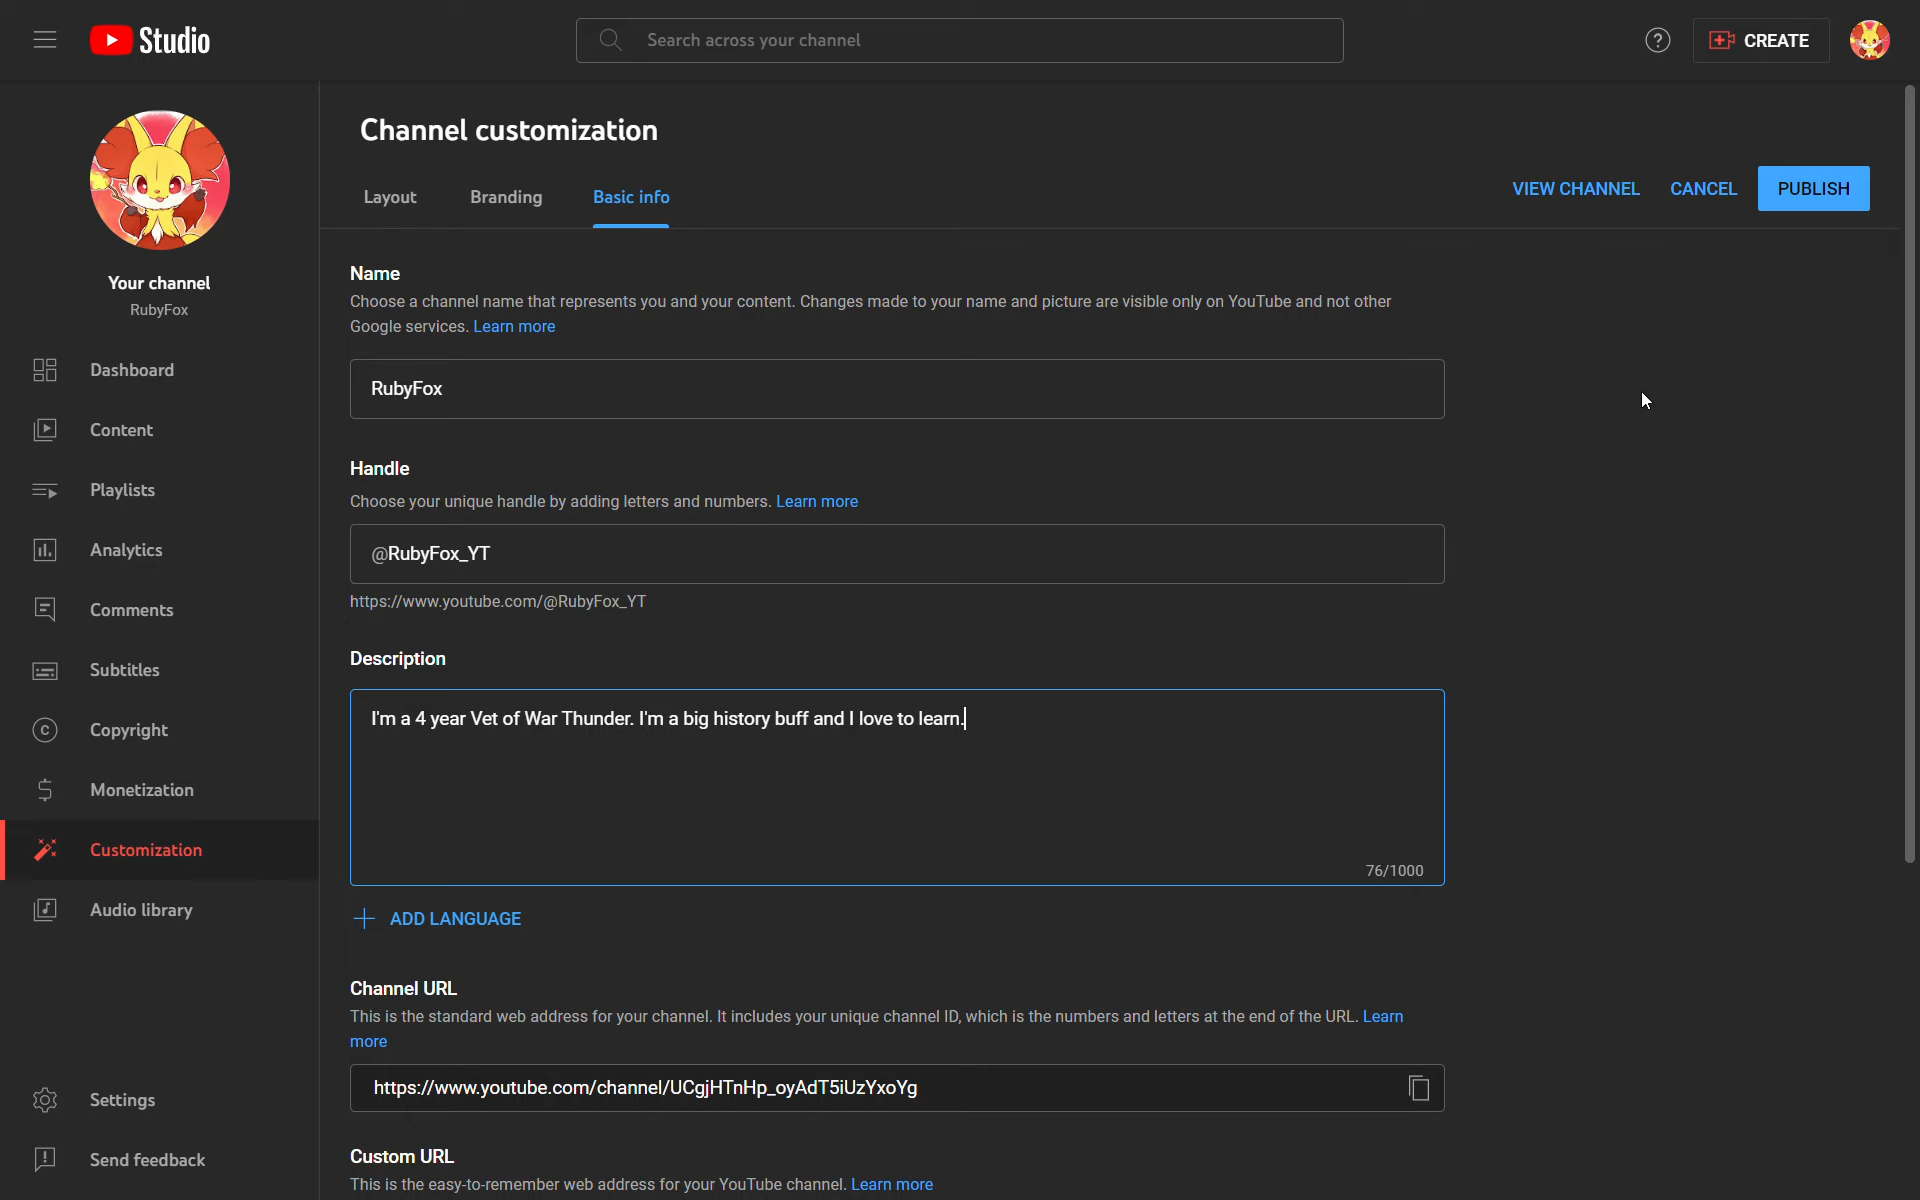 Studio
Search across your channel
CREATE
Your channel
RubyFox
Dashboard
Content
Playlists
Analytics
Comments
Subtitles
Copyright
Monetization
Customization
Audio library
Settings
Send feedback
Channel customization
Layout
Branding
Basic info
VIEW CHANNEL
CANCEL
PUBLISH
Name
Choose a channel name that represents you and your content. Changes made to your name and picture are visible only on YouTube and not other
Google services. Learn more
RubyFox
Handle
Choose your unique handle by adding letters and numbers. Learn more
@RubyFox_YT
https://www.youtube.com/@RubyFox_YT
Description
I'm a 4 year Vet of War Thunder. I'm a big history buff and I love to learn.
76/1000
ADD LANGUAGE
Channel URL
This is the standard web address for your channel. It includes your unique channel ID, which is the numbers and letters at the end of the URL. Learn
more
https://www.youtube.com/channel/UCgjHTnHp_oyAdT5iUzYxoYg
Custom URL
This is the easy-to-remember web address for your YouTube channel. Learn more